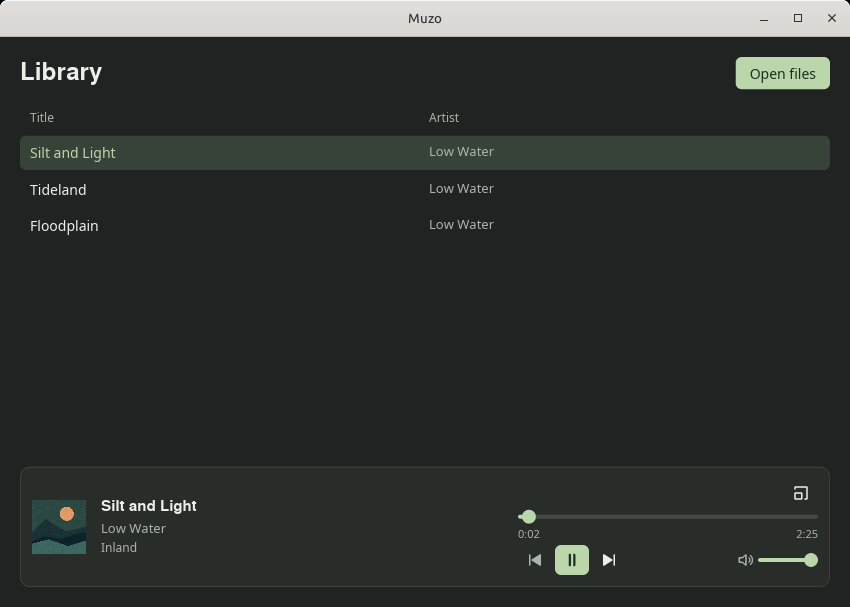 Muzo
Library
Open files
Title Artist
Silt and Light Low Water
Tideland Low Water
Floodplain Low Water
Silt and Light
Low Water
Inland
0:02 2:25